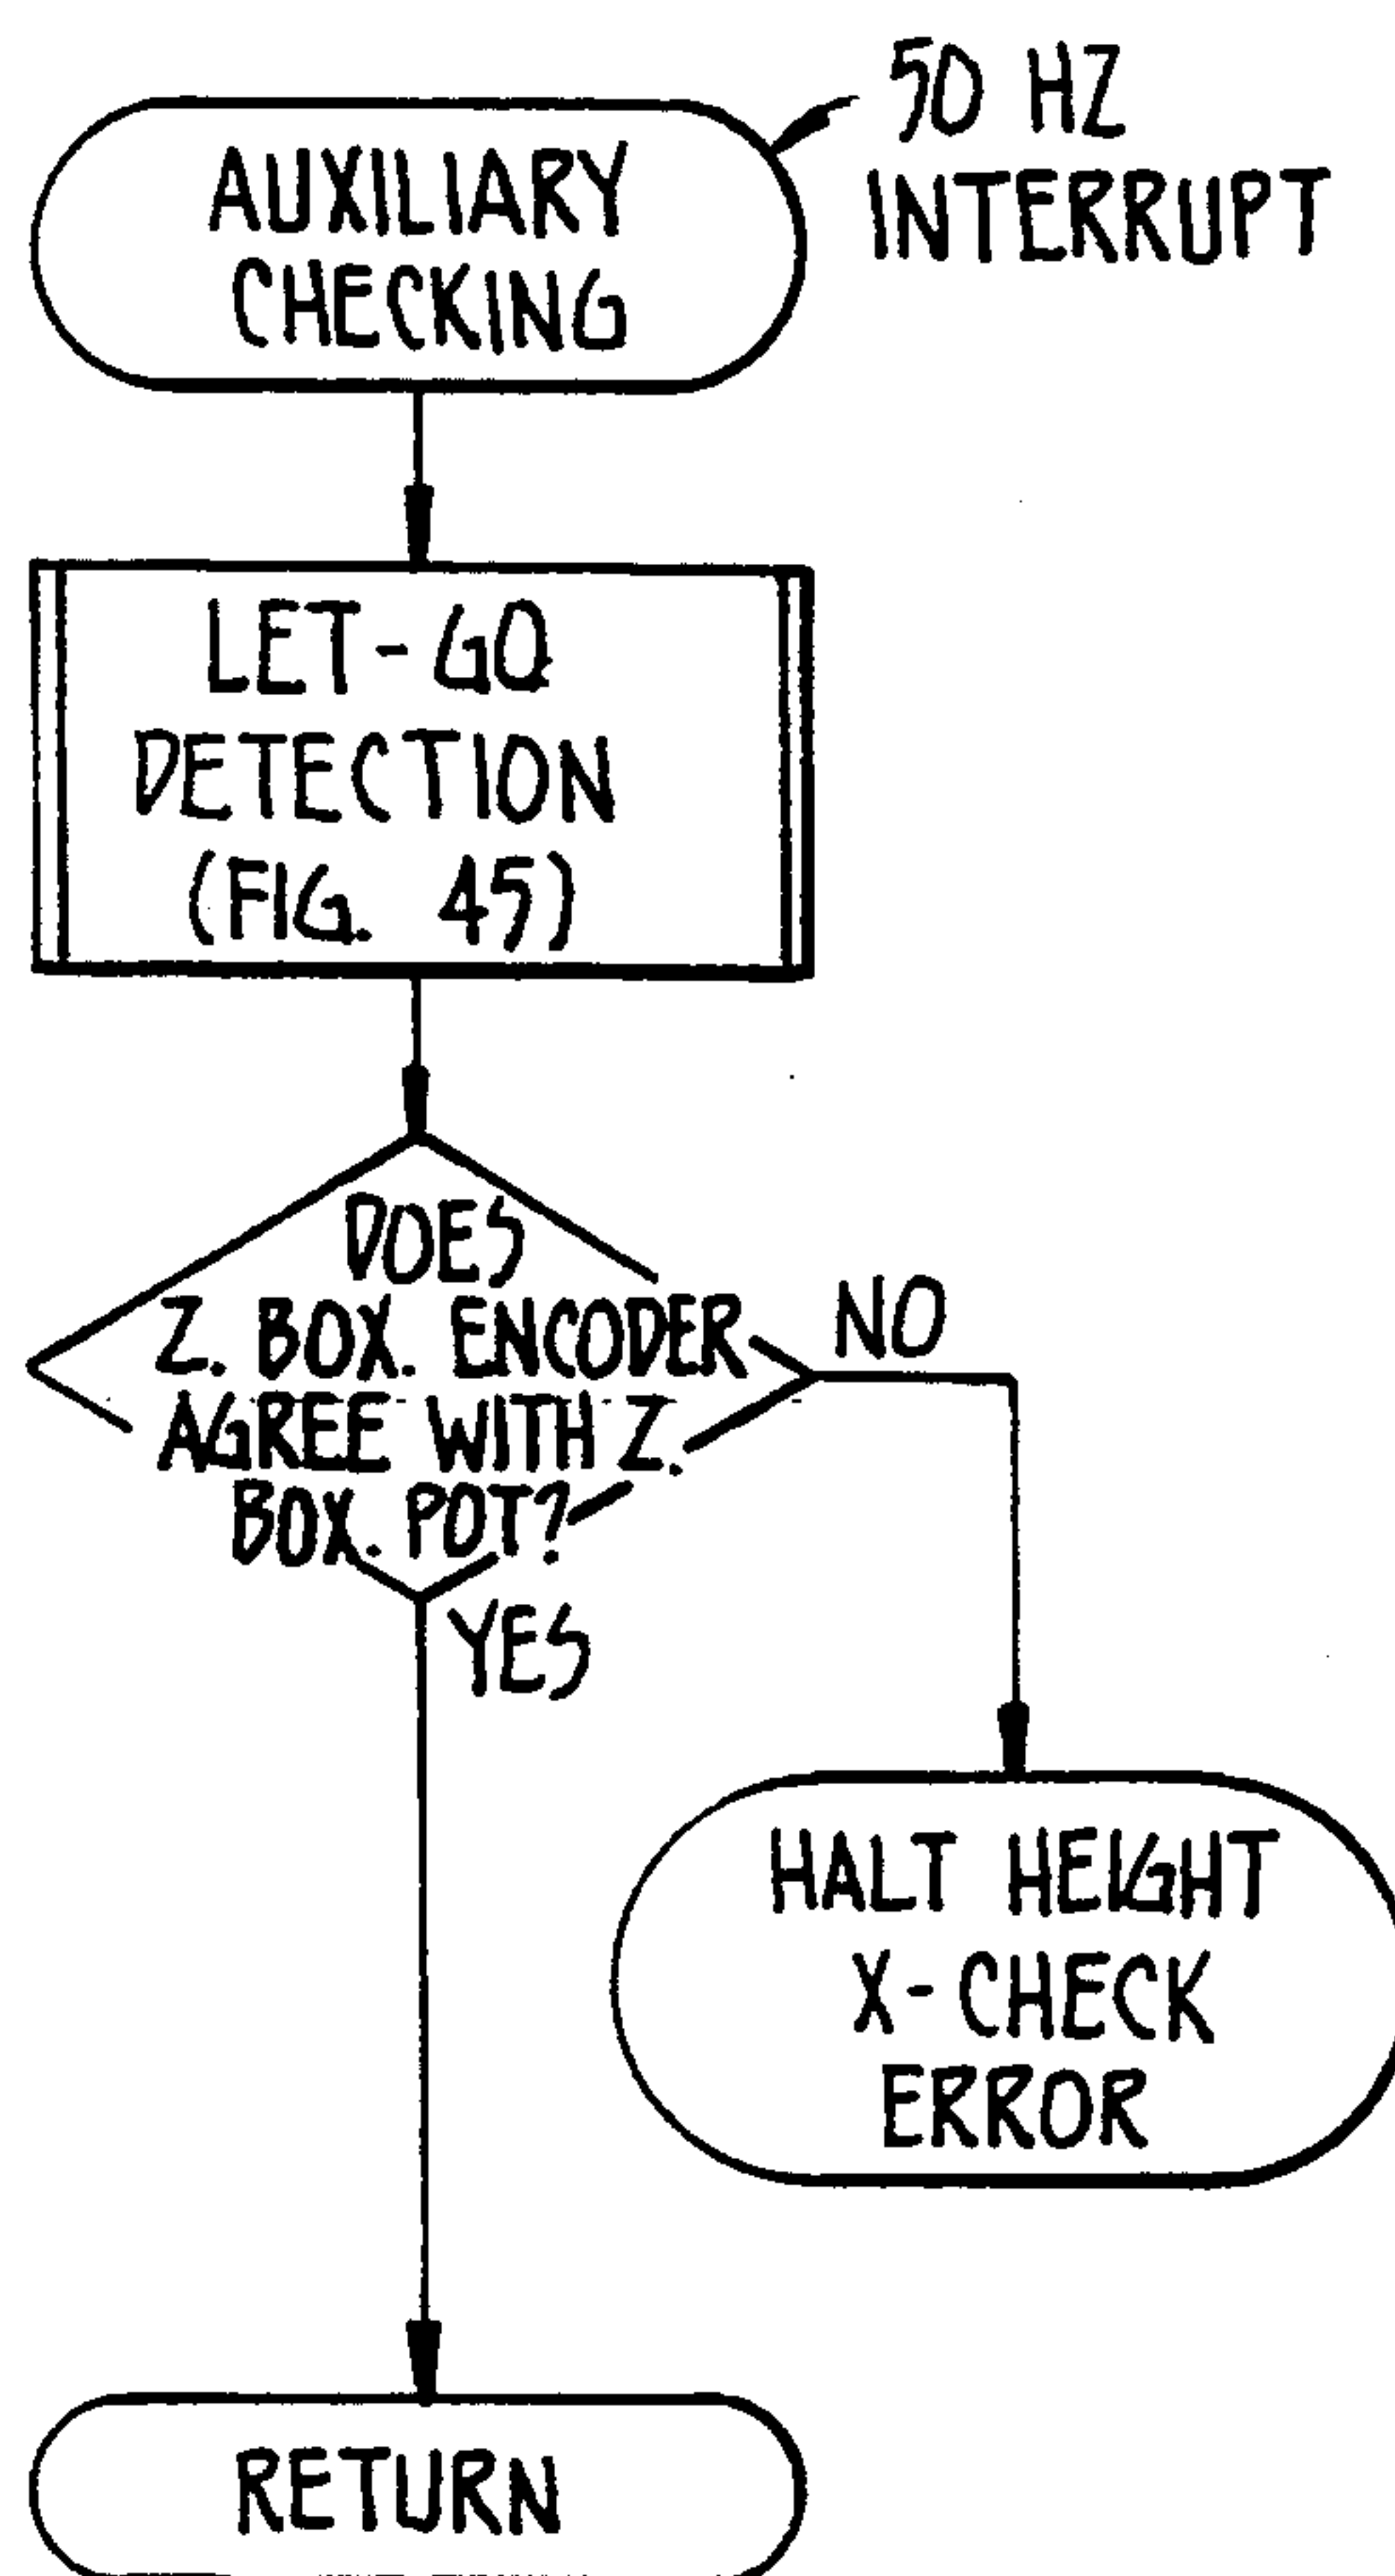 50 HZ
INTERRUPT
AUXILIARY
CHECKING
LET-GO
DETECTION
(FIG. 45)
DOES
Z. BOX. ENCODER
AGREE WITH Z.
BOX. POT?
NO
YES
HALT HEIGHT
X-CHECK
ERROR
RETURN